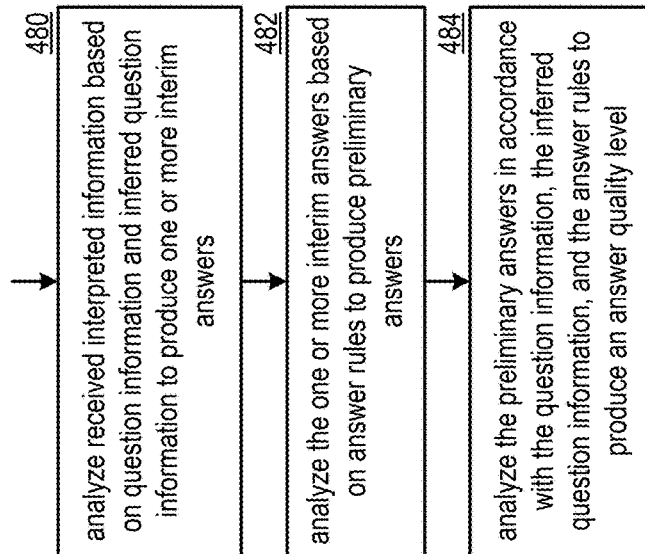 480
analyze received interpreted information based
on question information and inferred question
information to produce one or more interim
answers
482
analyze the one or more interim answers based
on answer rules to produce preliminary
answers
484
analyze the preliminary answers in accordance
with the question information, the inferred
question information, and the answer rules to
produce an answer quality level